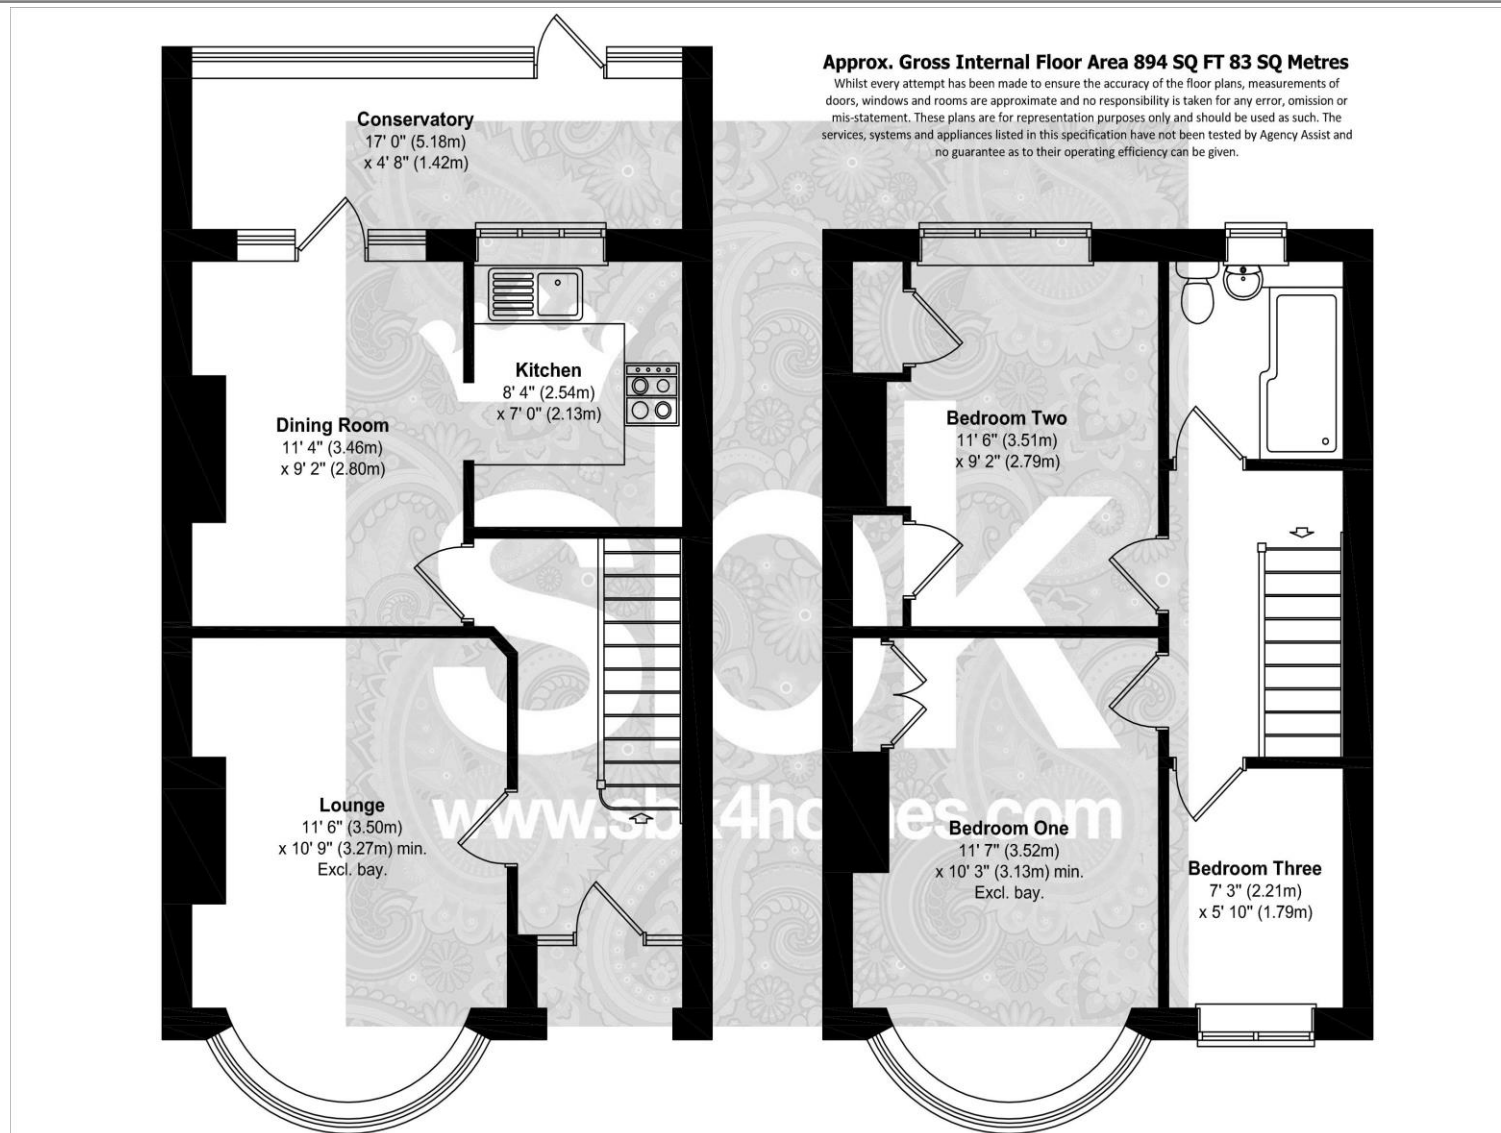 Approx. Gross Internal Floor Area 894 SQ FT 83 SQ Metres
Whilst every attempt has been made to ensure the accuracy of the floor plans, measurements of
doors, windows and rooms are approximate and no responsibility is taken for any error, omission or
mis-statement. These plans are for representation purposes only and should be used as such. The
services, systems and appliances listed in this specification have not been tested by Agency Assist and
no guarantee as to their operating efficiency can be given.
Conservatory
17' 0" (5.18m)
x 4' 8" (1.42m)
Kitchen
8' 4" (2.54m)
x 7' 0" (2.13m)
Dining Room
11' 4" (3.46m)
x 9' 2" (2.80m)
Lounge
11' 6" (3.50m)
x 10' 9" (3.27m) min.
Excl. bay.
Bedroom Two
11' 6" (3.51m)
x 9' 2" (2.79m)
Bedroom One
11' 7" (3.52m)
x 10' 3" (3.13m) min.
Excl. bay.
Bedroom Three
7' 3" (2.21m)
x 5' 10" (1.79m)
sbk
www.sbk4homes.com